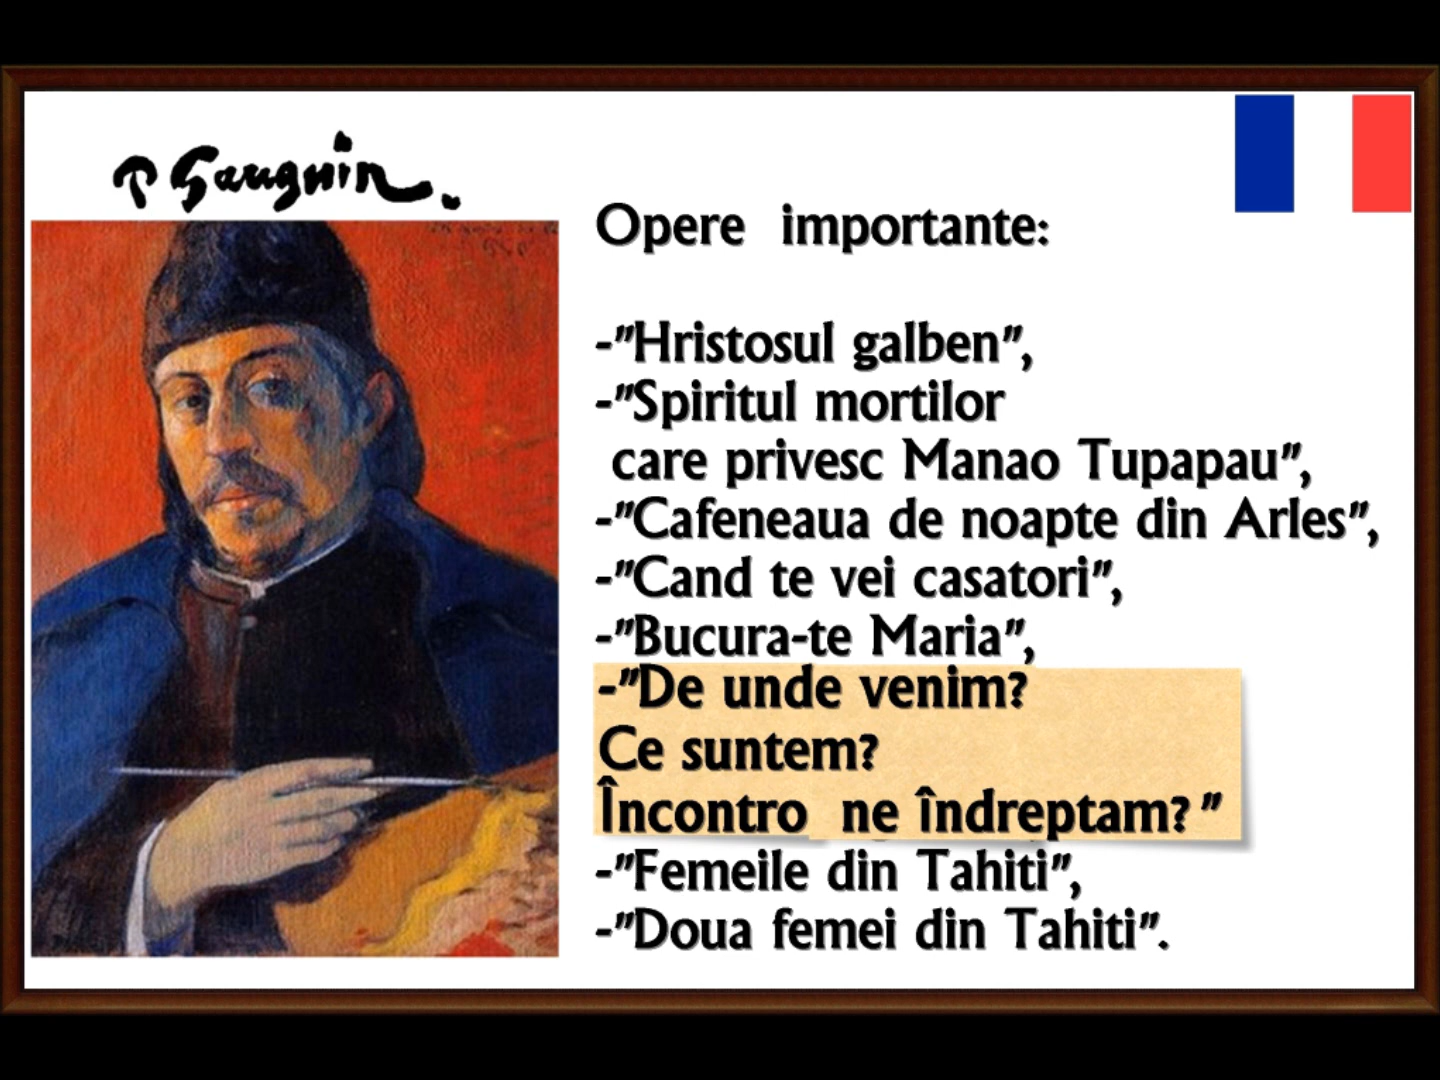 P Gauguin.
Opere importante:
-"Hristosul galben",
-"Spiritul mortilor
care privesc Manao Tupapau",
-"Cafeneaua de noapte din Arles",
-"Cand te vei casatori",
-"Bucura-te Maria",
-"De unde venim?
Ce suntem?
Încontro ne îndreptam? "
-"Femeile din Tahiti",
-"Doua femei din Tahiti".